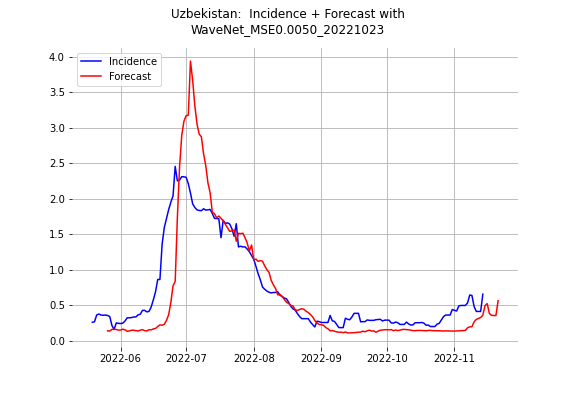 Uzbekistan:  Incidence + Forecast with
WaveNet_MSE0.0050_20221023
Incidence
Forecast
4.0
3.5
3.0
2.5
2.0
1.5
1.0
0.5
0.0
2022-06 2022-07 2022-08 2022-09 2022-10 2022-11